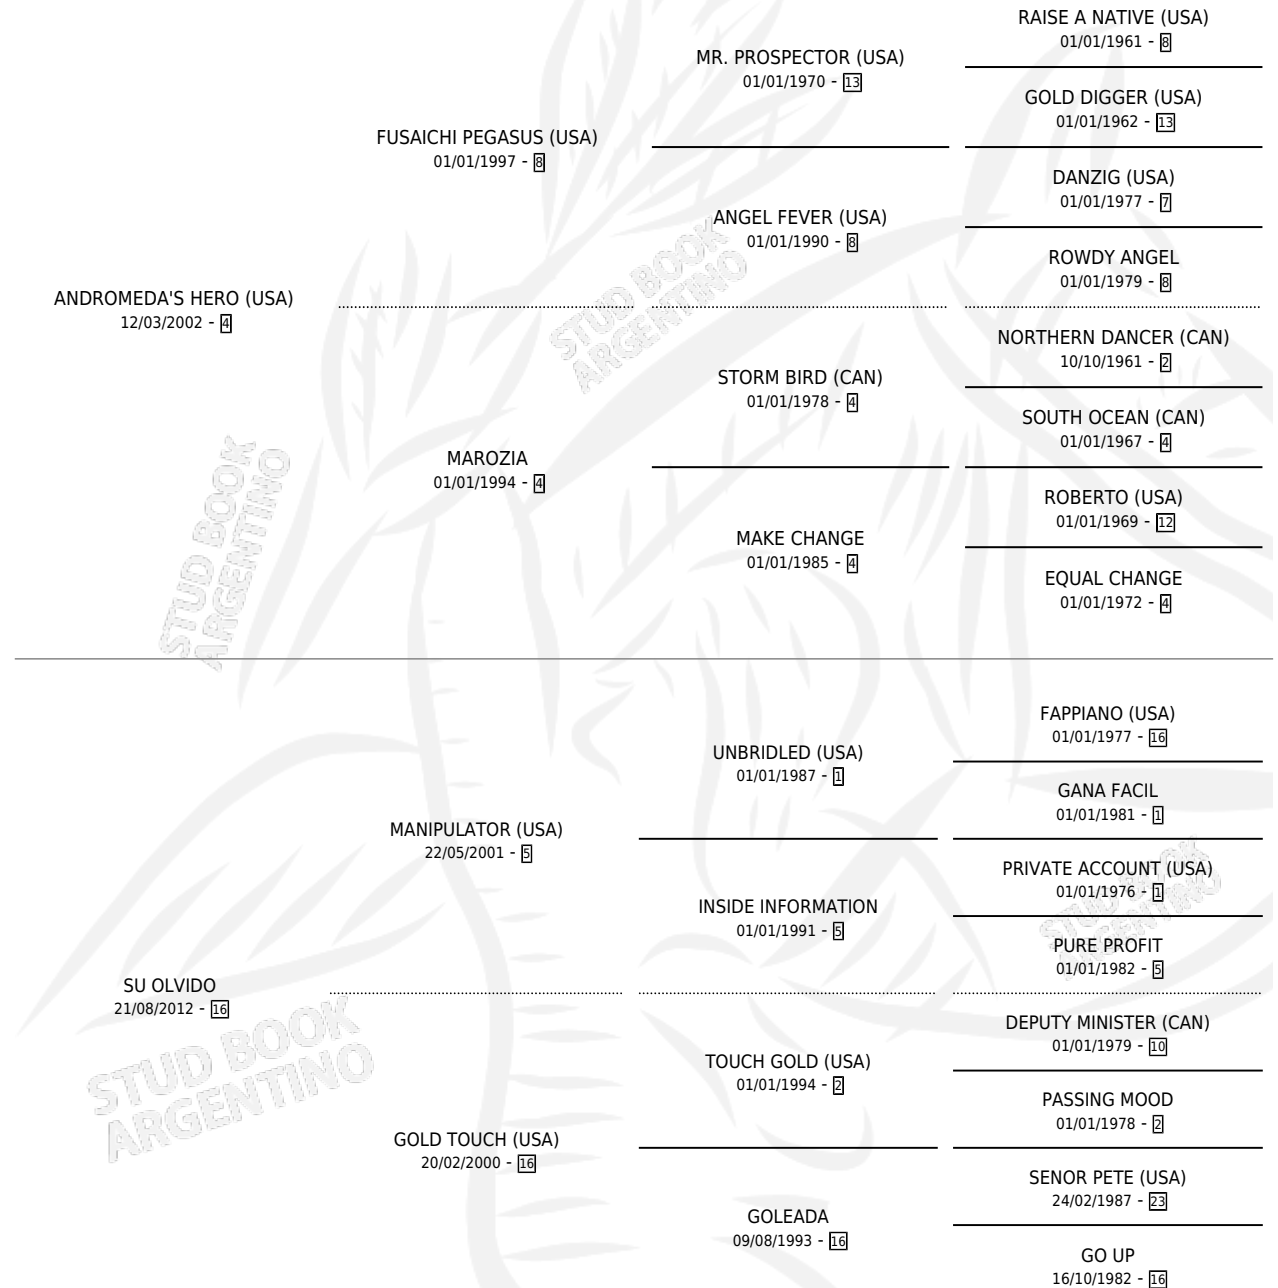 RAISE A NATIVE (USA)
01/01/1961 - 8
MR. PROSPECTOR (USA)
01/01/1970 - 13
GOLD DIGGER (USA)
01/01/1962 - 13
FUSAICHI PEGASUS (USA)
01/01/1997 - 8
DANZIG (USA)
01/01/1977 - 7
ANGEL FEVER (USA)
01/01/1990 - 8
ROWDY ANGEL
01/01/1979 - 8
ANDROMEDA'S HERO (USA)
12/03/2002 - 4
NORTHERN DANCER (CAN)
10/10/1961 - 2
STORM BIRD (CAN)
01/01/1978 - 4
SOUTH OCEAN (CAN)
01/01/1967 - 4
MAROZIA
01/01/1994 - 4
ROBERTO (USA)
01/01/1969 - 12
MAKE CHANGE
01/01/1985 - 4
EQUAL CHANGE
01/01/1972 - 4
FAPPIANO (USA)
01/01/1977 - 16
UNBRIDLED (USA)
01/01/1987 - 1
GANA FACIL
01/01/1981 - 1
MANIPULATOR (USA)
22/05/2001 - 5
PRIVATE ACCOUNT (USA)
01/01/1976 - 1
INSIDE INFORMATION
01/01/1991 - 5
PURE PROFIT
01/01/1982 - 5
SU OLVIDO
21/08/2012 - 16
DEPUTY MINISTER (CAN)
01/01/1979 - 10
TOUCH GOLD (USA)
01/01/1994 - 2
PASSING MOOD
01/01/1978 - 2
GOLD TOUCH (USA)
20/02/2000 - 16
SENOR PETE (USA)
24/02/1987 - 23
GOLEADA
09/08/1993 - 16
GO UP
16/10/1982 - 16
STUD BOOK
ARGENTINO
STUD BOOK
ARGENTINO
STUD BOOK
ARGENTINO
STUD BOOK
ARGENTINO